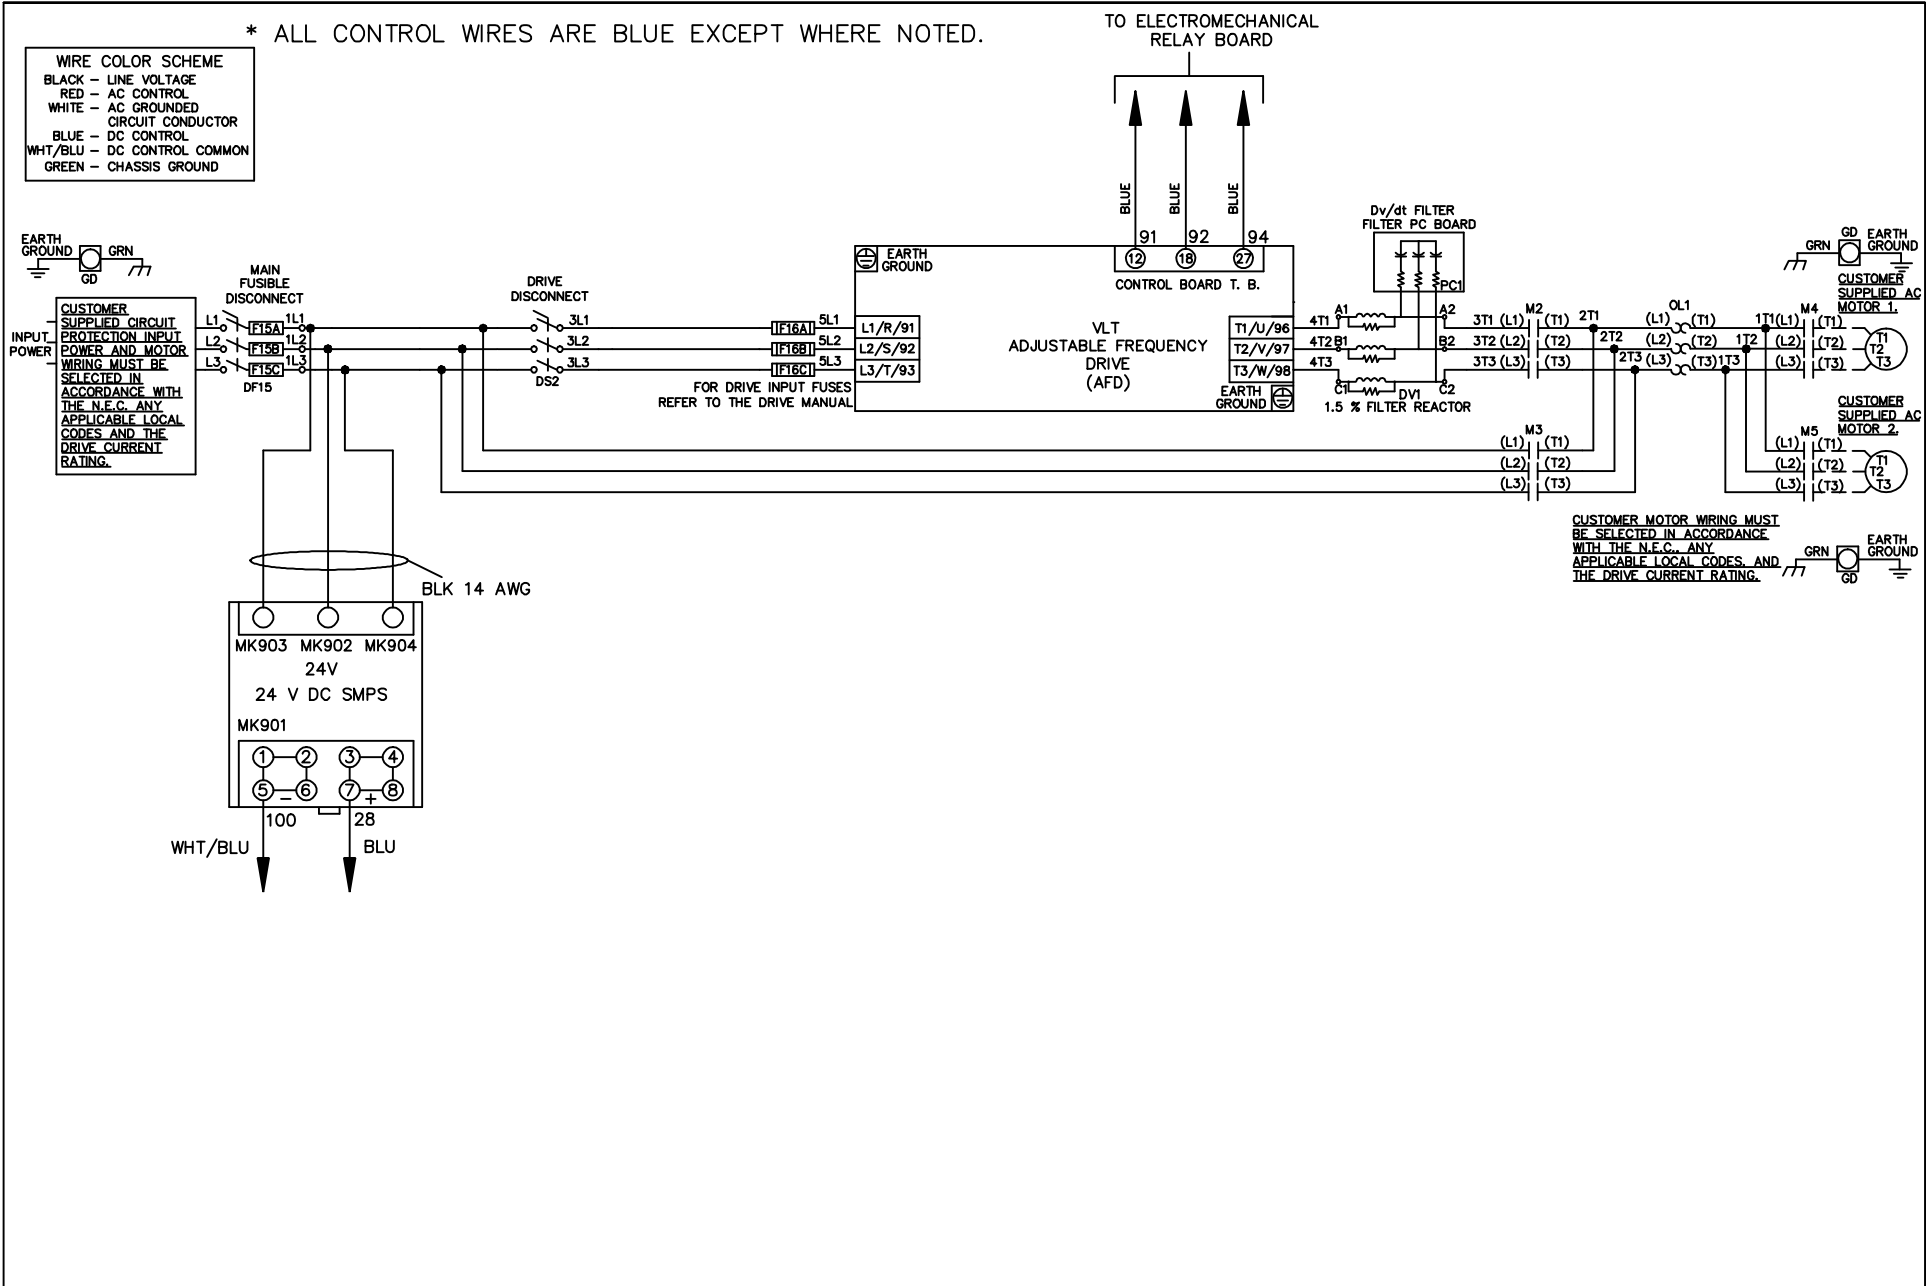 * ALL CONTROL WIRES ARE BLUE EXCEPT WHERE NOTED.
WIRE COLOR SCHEME
BLACK – LINE VOLTAGE
RED – AC CONTROL
WHITE – AC GROUNDED
CIRCUIT CONDUCTOR
BLUE – DC CONTROL
WHT/BLU – DC CONTROL COMMON
GREEN – CHASSIS GROUND
TO ELECTROMECHANICAL
RELAY BOARD
BLUE
BLUE
BLUE
91
92
94
12
18
27
CONTROL BOARD T. B.
EARTH
GROUND
GRN
GD
INPUT
POWER
CUSTOMER
SUPPLIED CIRCUIT
PROTECTION INPUT
POWER AND MOTOR
WIRING MUST BE
SELECTED IN
ACCORDANCE WITH
THE N.E.C. ANY
APPLICABLE LOCAL
CODES AND THE
DRIVE CURRENT
RATING.
MAIN
FUSIBLE
DISCONNECT
L1 F15A 1L1
L2 F15B 1L2
L3 F15C 1L3
DF15
DRIVE
DISCONNECT
3L1
3L2
3L3
DS2
F16A 5L1
F16B 5L2
F16C 5L3
FOR DRIVE INPUT FUSES
REFER TO THE DRIVE MANUAL
EARTH
GROUND
L1/R/91
L2/S/92
L3/T/93
VLT
ADJUSTABLE FREQUENCY
DRIVE
(AFD)
T1/U/96
T2/V/97
T3/W/98
EARTH
GROUND
Dv/dt FILTER
FILTER PC BOARD
PC1
4T1 A1 A2
4T2 B1 B2
4T3 C1 C2
DV1
1.5 % FILTER REACTOR
M2
3T1 (L1) (T1) 2T1
3T2 (L2) (T2) 2T2
3T3 (L3) (T3) 2T3
OL1
(L1) (T1) 1T1
(L2) (T2) 1T2
(L3) (T3) 1T3
M4
(L1) (T1)
(L2) (T2)
(L3) (T3)
T1
T2
T3
GRN
GD
EARTH
GROUND
CUSTOMER
SUPPLIED AC
MOTOR 1.
M3
(L1) (T1)
(L2) (T2)
(L3) (T3)
CUSTOMER
SUPPLIED AC
MOTOR 2.
M5
(L1) (T1)
(L2) (T2)
(L3) (T3)
T1
T2
T3
CUSTOMER MOTOR WIRING MUST
BE SELECTED IN ACCORDANCE
WITH THE N.E.C., ANY
APPLICABLE LOCAL CODES, AND
THE DRIVE CURRENT RATING.
GRN
GD
EARTH
GROUND
BLK 14 AWG
MK903 MK902 MK904
24V
24 V DC SMPS
MK901
1 2 3 4
5 – 6 7 + 8
100
28
WHT/BLU
BLU